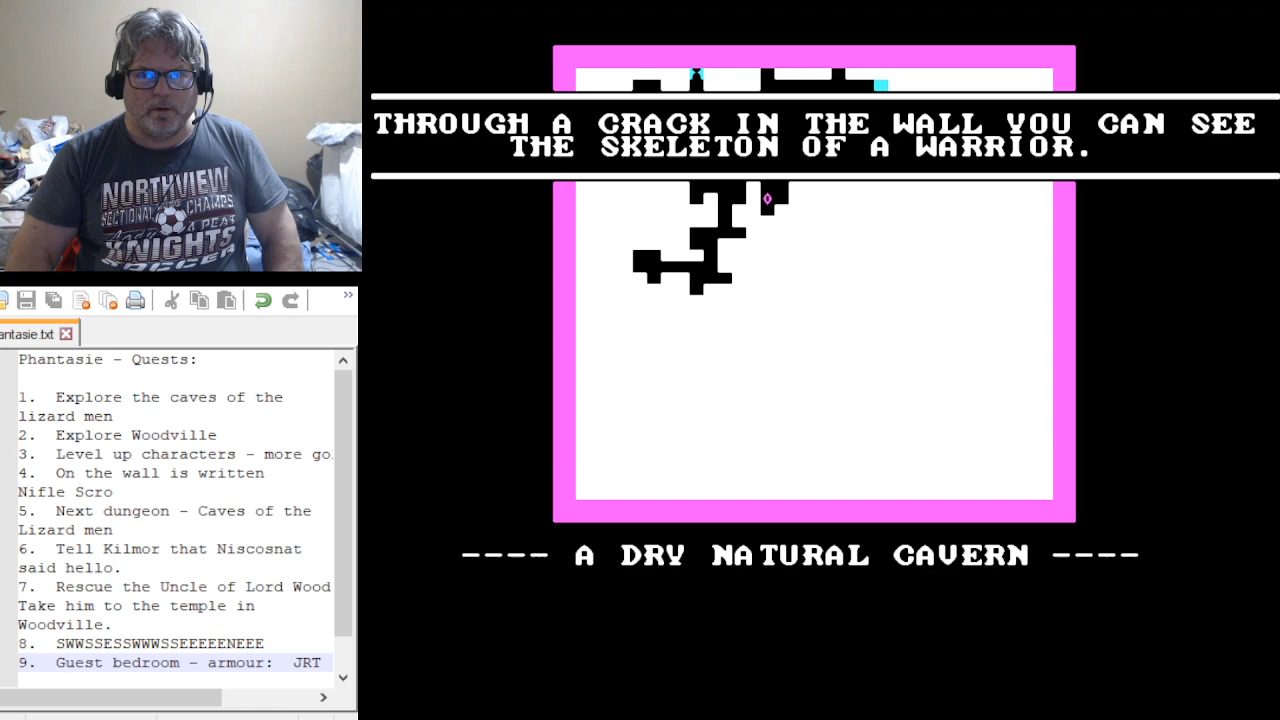 NORTHVIEW
SECTIONAL CHAMPS
KNIGHTS
SOCCER
THROUGH A CRACK IN THE WALL YOU CAN SEE
THE SKELETON OF A WARRIOR.
---- A DRY NATURAL CAVERN ----
antasie.txt
Phantasie - Quests:
1. Explore the caves of the
lizard men
2. Explore Woodville
3. Level up characters - more go
4. On the wall is written
Nifle Scro
5. Next dungeon - Caves of the
Lizard men
6. Tell Kilmor that Niscosnat
said hello.
7. Rescue the Uncle of Lord Wood
Take him to the temple in
Woodville.
8. SWWSSESSWWWSSEEEEENEEE
9. Guest bedroom - armour: JRT